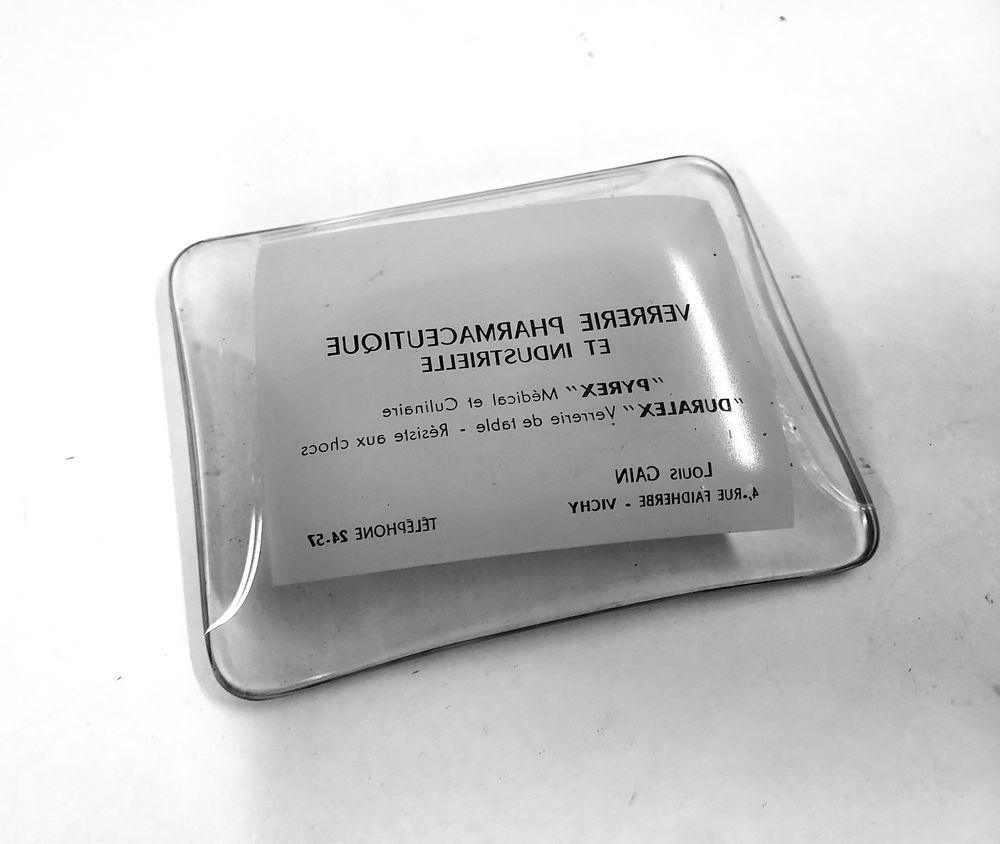 VERRERIE PHARMACEUTIQUE
ET INDUSTRIELLE
"PYREX" Médical et Culinaire
"DURALEX" Verrerie de table - Résiste aux chocs
Louis GAIN
4, RUE FAIDHERBE - VICHY
TÉLÉPHONE 24-57